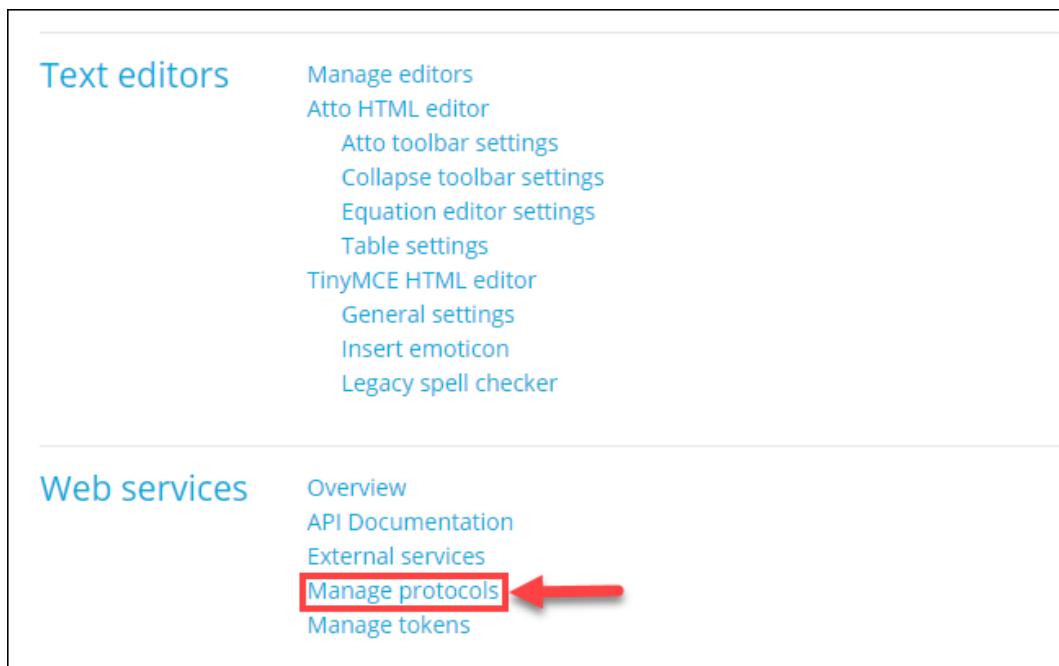 Text editors
Manage editors
Atto HTML editor
Atto toolbar settings
Collapse toolbar settings
Equation editor settings
Table settings
TinyMCE HTML editor
General settings
Insert emoticon
Legacy spell checker
Web services
Overview
API Documentation
External services
Manage protocols
Manage tokens